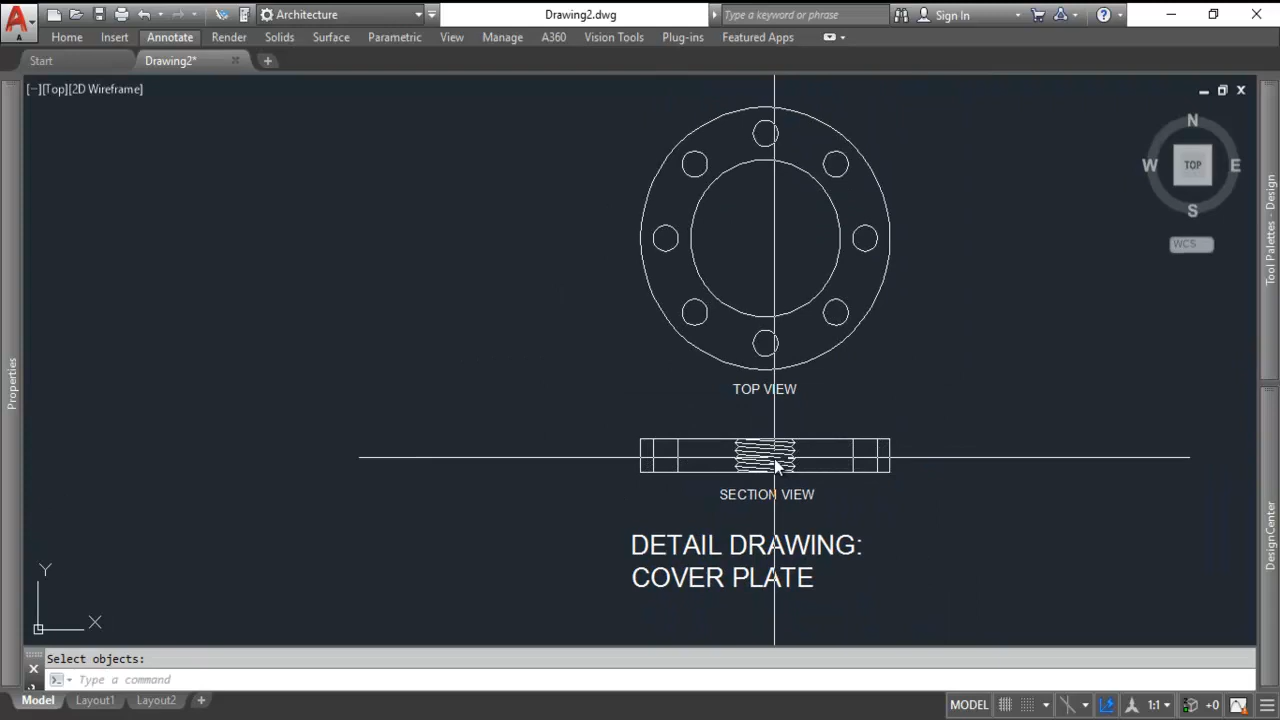 A
Architecture
Drawing2.dwg
Type a keyword or phrase
Sign In
?
A
Home
Insert
Annotate
Render
Solids
Surface
Parametric
View
Manage
A360
Vision Tools
Plug-ins
Featured Apps
Start
Drawing2*
[−][Top][2D Wireframe]
N
W
TOP
E
S
WCS
Tool Palettes - Design
Properties
DesignCenter
TOP VIEW
SECTION VIEW
DETAIL DRAWING:
COVER PLATE
Y
X
Select objects:
Type a command
Model
Layout1
Layout2
MODEL
1:1
+0